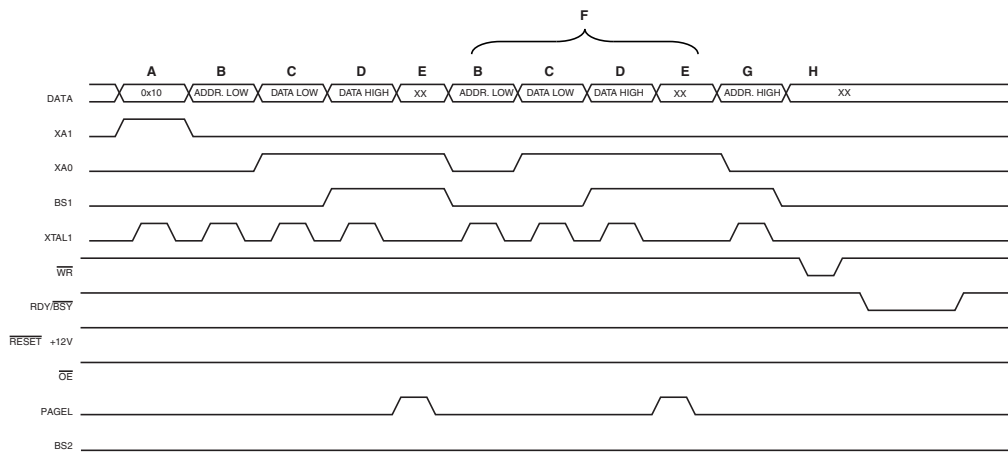 F
A B C D E B C D E G H
DATA 0x10 ADDR. LOW DATA LOW DATA HIGH XX ADDR. LOW DATA LOW DATA HIGH XX ADDR. HIGH XX
XA1
XA0
BS1
XTAL1
WR
RDY/BSY
RESET +12V
OE
PAGEL
BS2